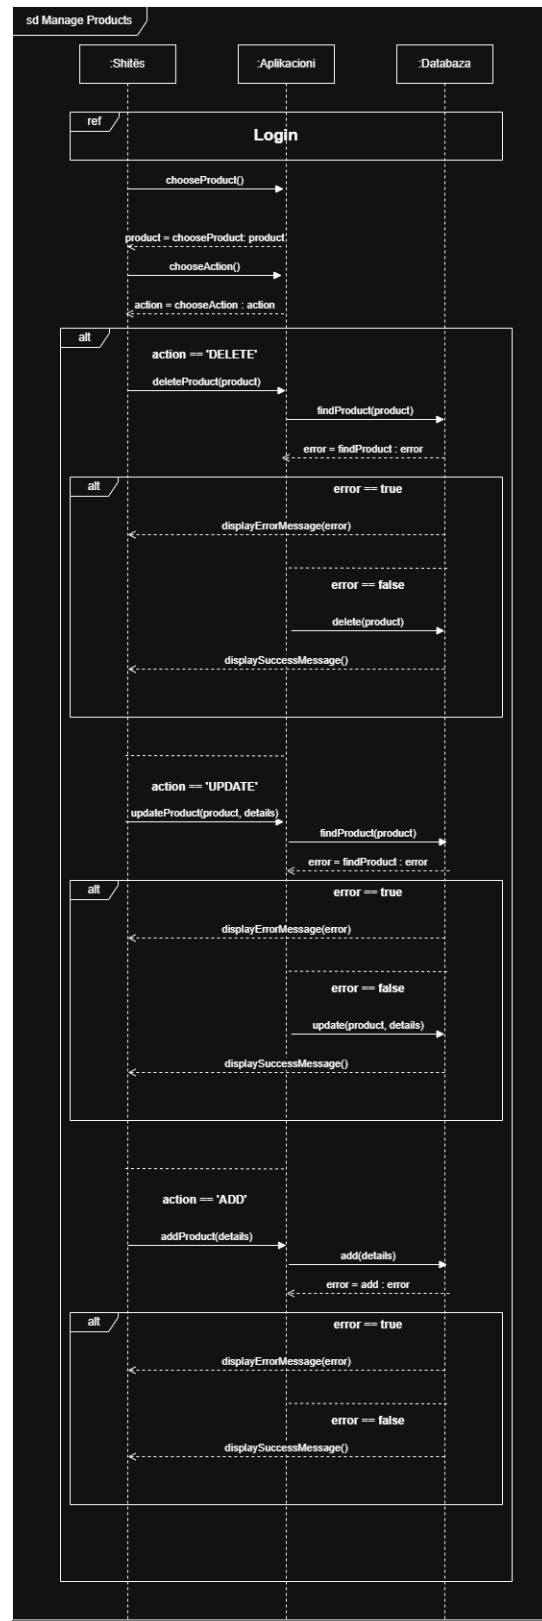 sd Manage Products
:Shitës
:Aplikacioni
:Databaza
ref
Login
chooseProduct()
product = chooseProduct: product
chooseAction()
action = chooseAction : action
alt
action == 'DELETE'
deleteProduct(product)
findProduct(product)
error = findProduct : error
alt
error == true
displayErrorMessage(error)
error == false
delete(product)
displaySuccessMessage()
action == 'UPDATE'
updateProduct(product, details)
findProduct(product)
error = findProduct : error
alt
error == true
displayErrorMessage(error)
error == false
update(product, details)
displaySuccessMessage()
action == 'ADD'
addProduct(details)
add(details)
error = add : error
alt
error == true
displayErrorMessage(error)
error == false
displaySuccessMessage()